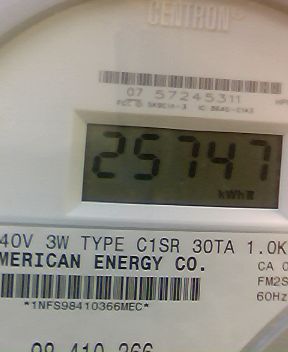 CENTRON®
07 57245311
25747
kWh
40V 3W TYPE C1SR 30TA 1.0K
MERICAN ENERGY CO.
CA 0
FM2S
*1NFS98410366MEC*
60Hz
98 410 366